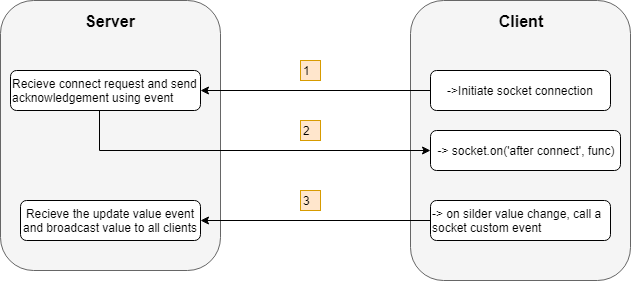 Server
Client
1
Recieve connect request and send
acknowledgement using event
->Initiate socket connection
2
-> socket.on('after connect', func)
3
Recieve the update value event
and broadcast value to all clients
-> on silder value change, call a
socket custom event